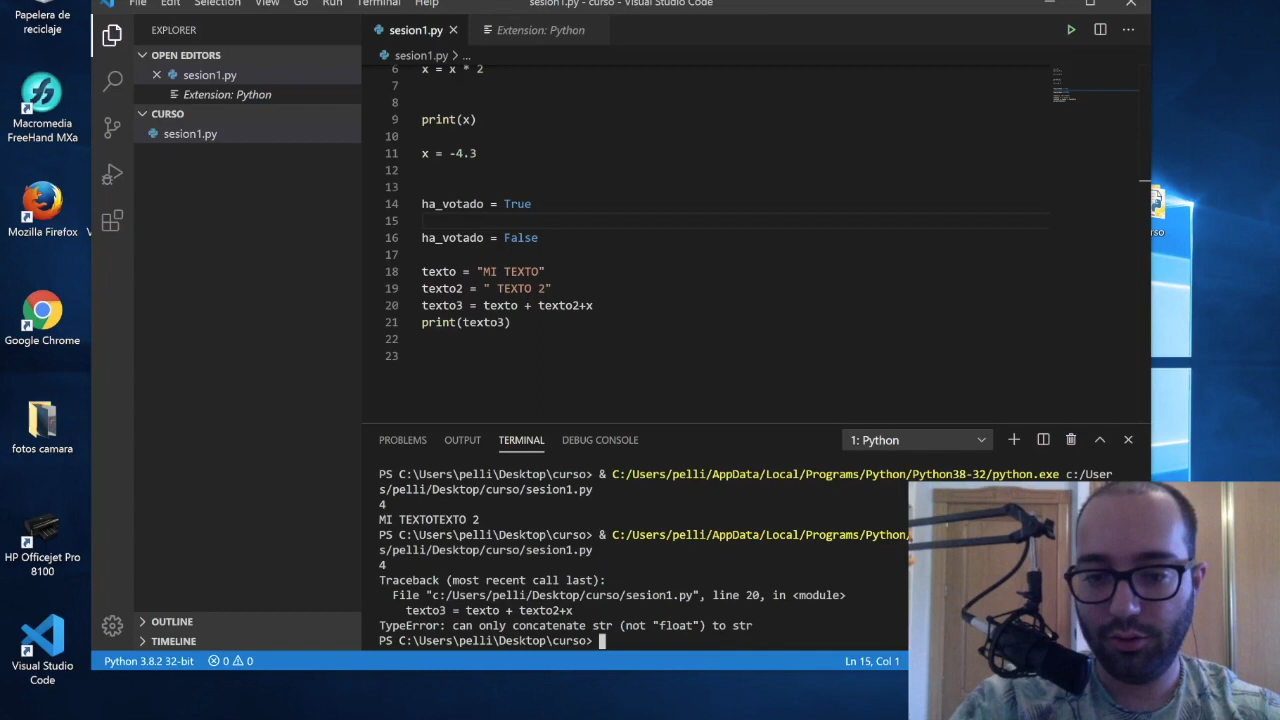 Papelera de
reciclaje
Macromedia
FreeHand MXa
Mozilla Firefox
Google Chrome
fotos camara
HP Officejet Pro
8100
Visual Studio
Code
File Edit Selection View Go Run Terminal Help
sesion1.py - curso - Visual Studio Code
EXPLORER
OPEN EDITORS
sesion1.py
Extension: Python
CURSO
sesion1.py
OUTLINE
TIMELINE
sesion1.py
Extension: Python
sesion1.py > ...
6 x = x * 2
7
8
9 print(x)
10
11 x = -4.3
12
13
14 ha_votado = True
15
16 ha_votado = False
17
18 texto = "MI TEXTO"
19 texto2 = " TEXTO 2"
20 texto3 = texto + texto2+x
21 print(texto3)
22
23
PROBLEMS OUTPUT TERMINAL DEBUG CONSOLE
1: Python
PS C:\Users\pelli\Desktop\curso> & C:/Users/pelli/AppData/Local/Programs/Python/Python38-32/python.exe c:/User
s/pelli/Desktop/curso/sesion1.py
4
MI TEXTOTEXTO 2
PS C:\Users\pelli\Desktop\curso> & C:/Users/pelli/AppData/Local/Programs/Python/
s/pelli/Desktop/curso/sesion1.py
4
Traceback (most recent call last):
File "c:/Users/pelli/Desktop/curso/sesion1.py", line 20, in <module>
texto3 = texto + texto2+x
TypeError: can only concatenate str (not "float") to str
PS C:\Users\pelli\Desktop\curso>
Python 3.8.2 32-bit
0
0
Ln 15, Col 1